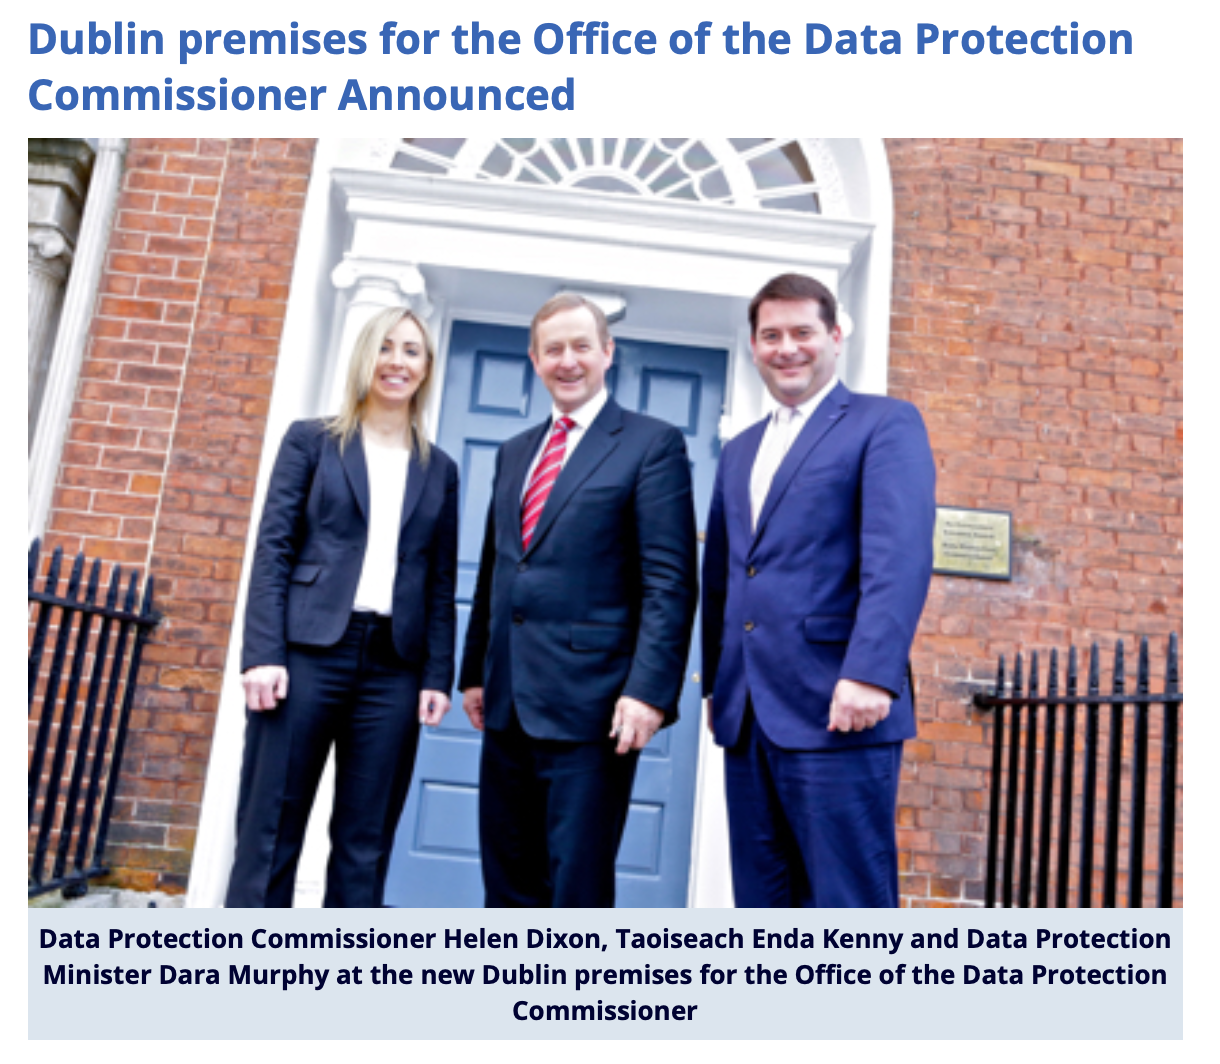 Dublin premises for the Office of the Data Protection
Commissioner Announced
Data Protection Commissioner Helen Dixon, Taoiseach Enda Kenny and Data Protection
Minister Dara Murphy at the new Dublin premises for the Office of the Data Protection
Commissioner